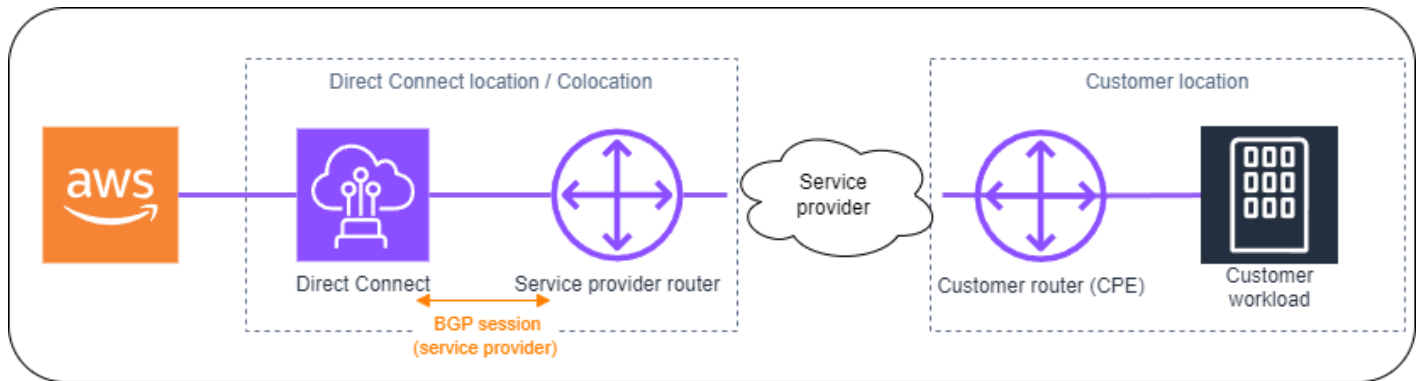 Direct Connect location / Colocation
Customer location
aws
Service
provider
Direct Connect
Service provider router
Customer router (CPE)
Customer
workload
BGP session
(service provider)